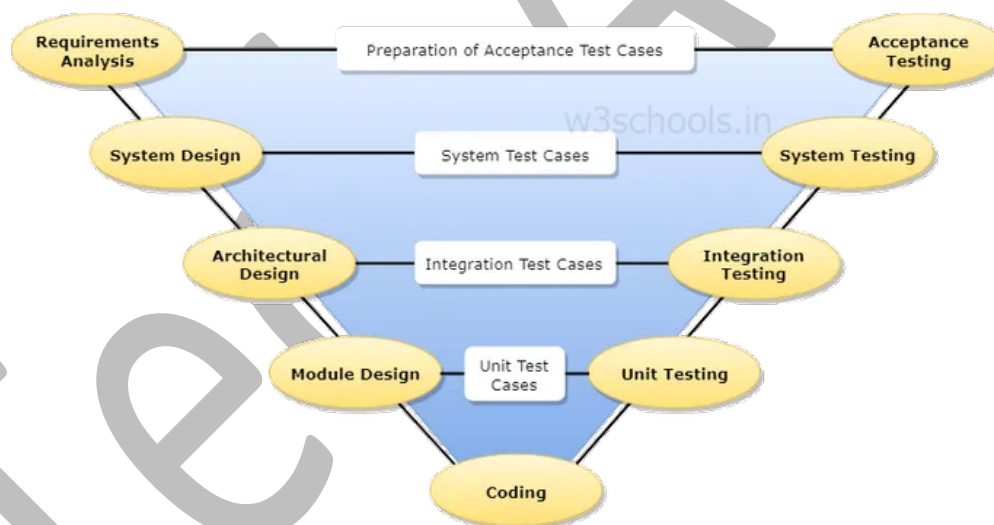 Requirements
Analysis
Preparation of Acceptance Test Cases
Acceptance
Testing
w3schools.in
System Design
System Test Cases
System Testing
Architectural
Design
Integration Test Cases
Integration
Testing
Module Design
Unit Test
Cases
Unit Testing
Coding